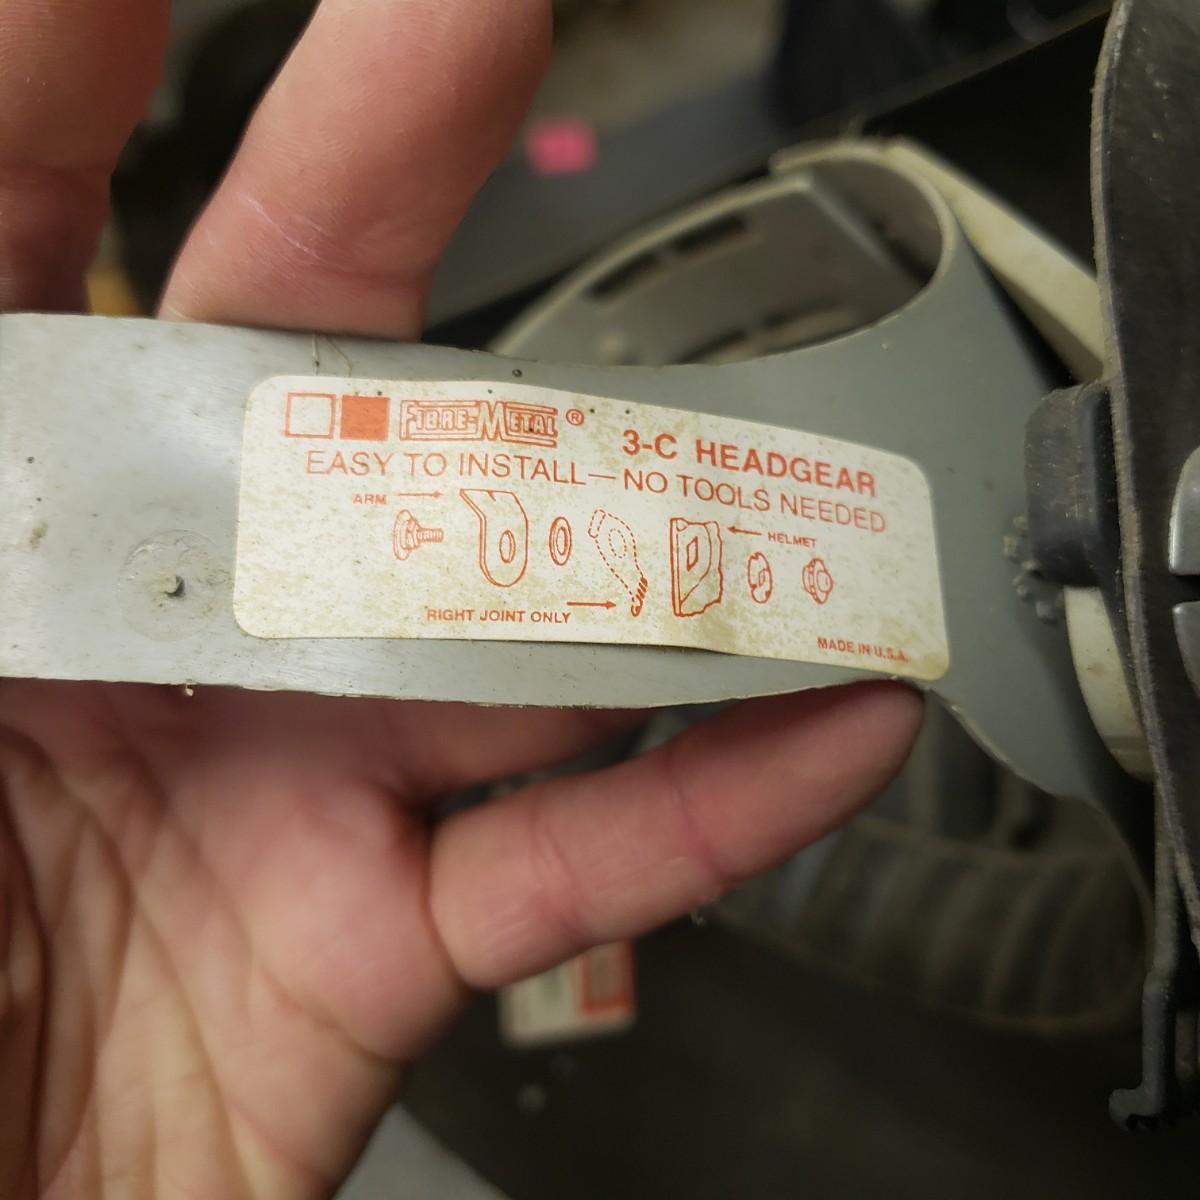 FIBRE-METAL®
3-C HEADGEAR
EASY TO INSTALL—NO TOOLS NEEDED
ARM
HELMET
RIGHT JOINT ONLY
MADE IN U.S.A.